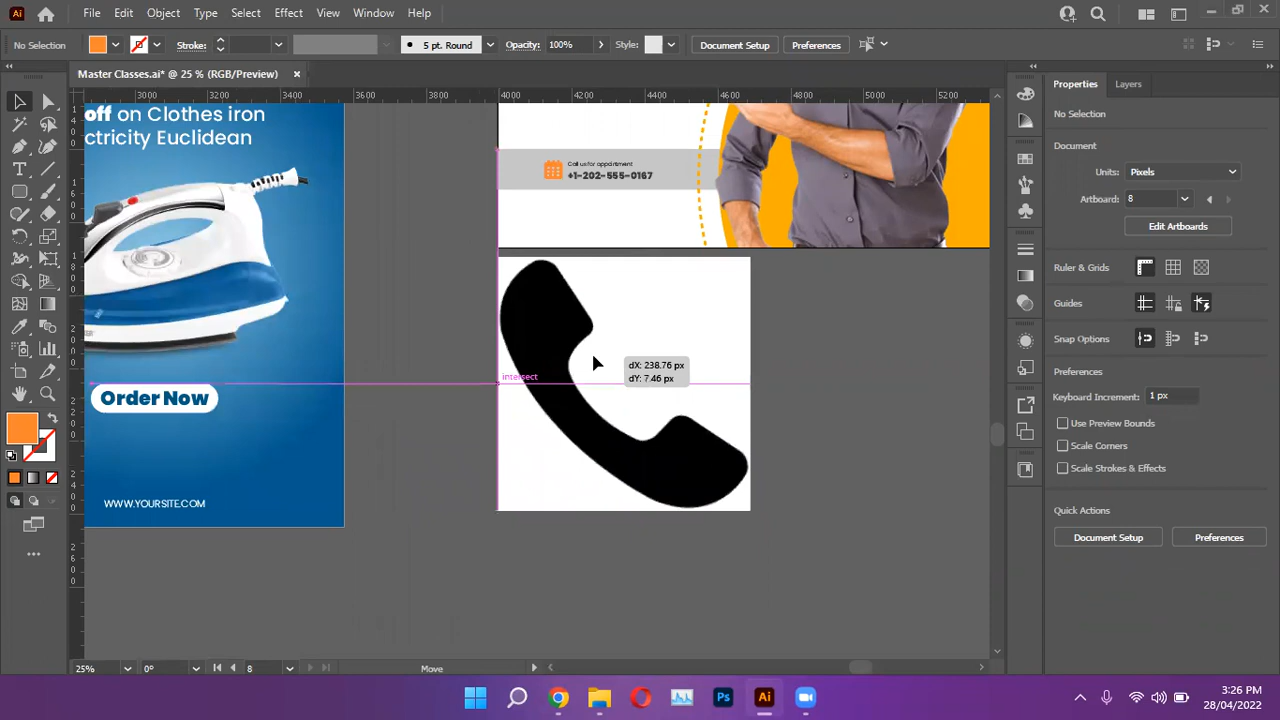 Ai File Edit Object Type Select Effect View Window Help
No Selection Stroke: 5 pt. Round Opacity: 100% Style: Document Setup Preferences
Master Classes.ai* @ 25 % (RGB/Preview)
3000 3200 3400 3600 3800 4000 4200 4400 4600 4800 5000 5200
off on Clothes iron
ctricity Euclidean
Call us for appointment
+1-202-555-0167
dX: 238.76 px
dY: 7.46 px
intersect
Order Now
WWW.YOURSITE.COM
Properties Layers
No Selection
Document
Units: Pixels
Artboard: 8
Edit Artboards
Ruler & Grids
Guides
Snap Options
Preferences
Keyboard Increment: 1 px
Use Preview Bounds
Scale Corners
Scale Strokes & Effects
Quick Actions
Document Setup Preferences
25% 0° 8 Move
Ps Ai
3:26 PM
28/04/2022